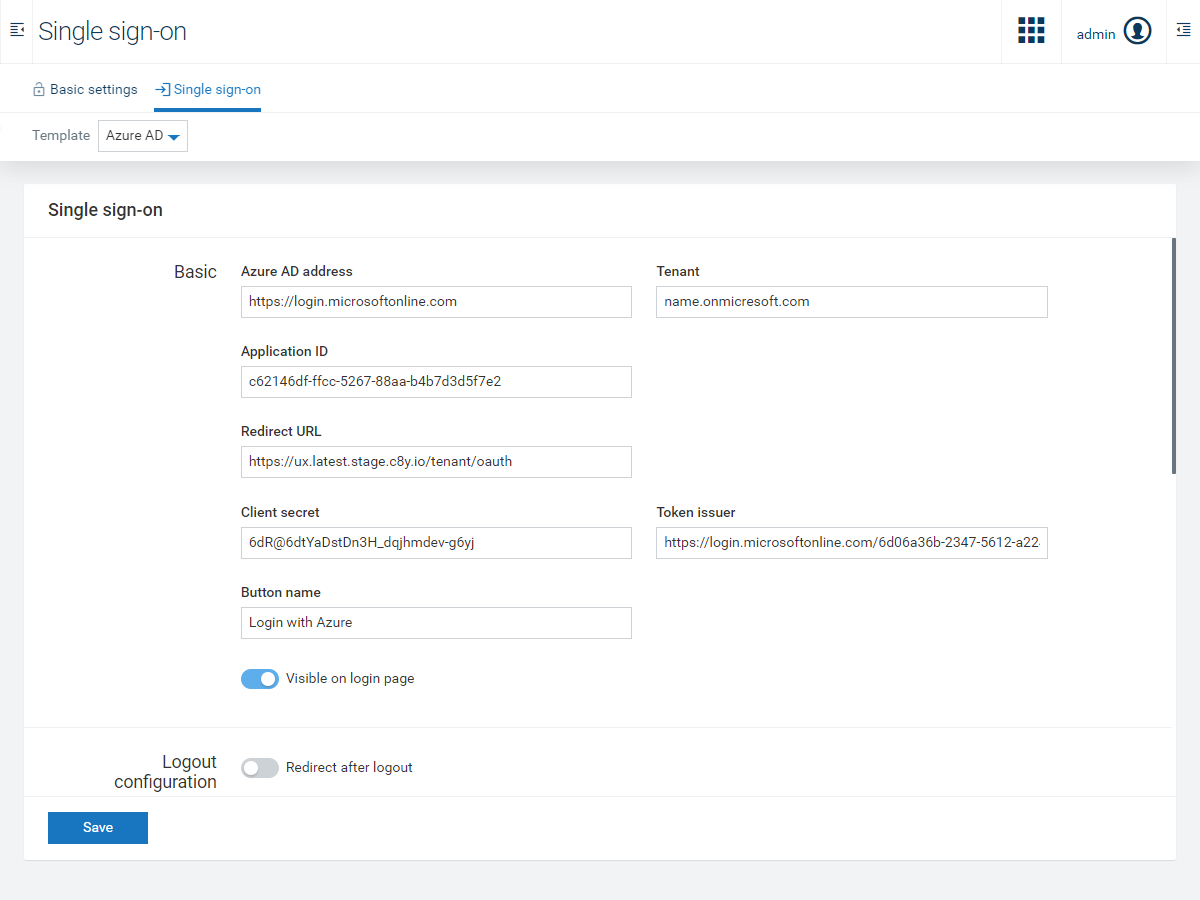 Single sign-on
admin
Basic settings
Single sign-on
Template
Azure AD
Single sign-on
Basic
Azure AD address
Tenant
https://login.microsoftonline.com
name.onmicresoft.com
Application ID
c62146df-ffcc-5267-88aa-b4b7d3d5f7e2
Redirect URL
https://ux.latest.stage.c8y.io/tenant/oauth
Client secret
Token issuer
6dR@6dtYaDstDn3H_dqjhmdev-g6yj
https://login.microsoftonline.com/6d06a36b-2347-5612-a22-
Button name
Login with Azure
Visible on login page
Logout
configuration
Redirect after logout
Save